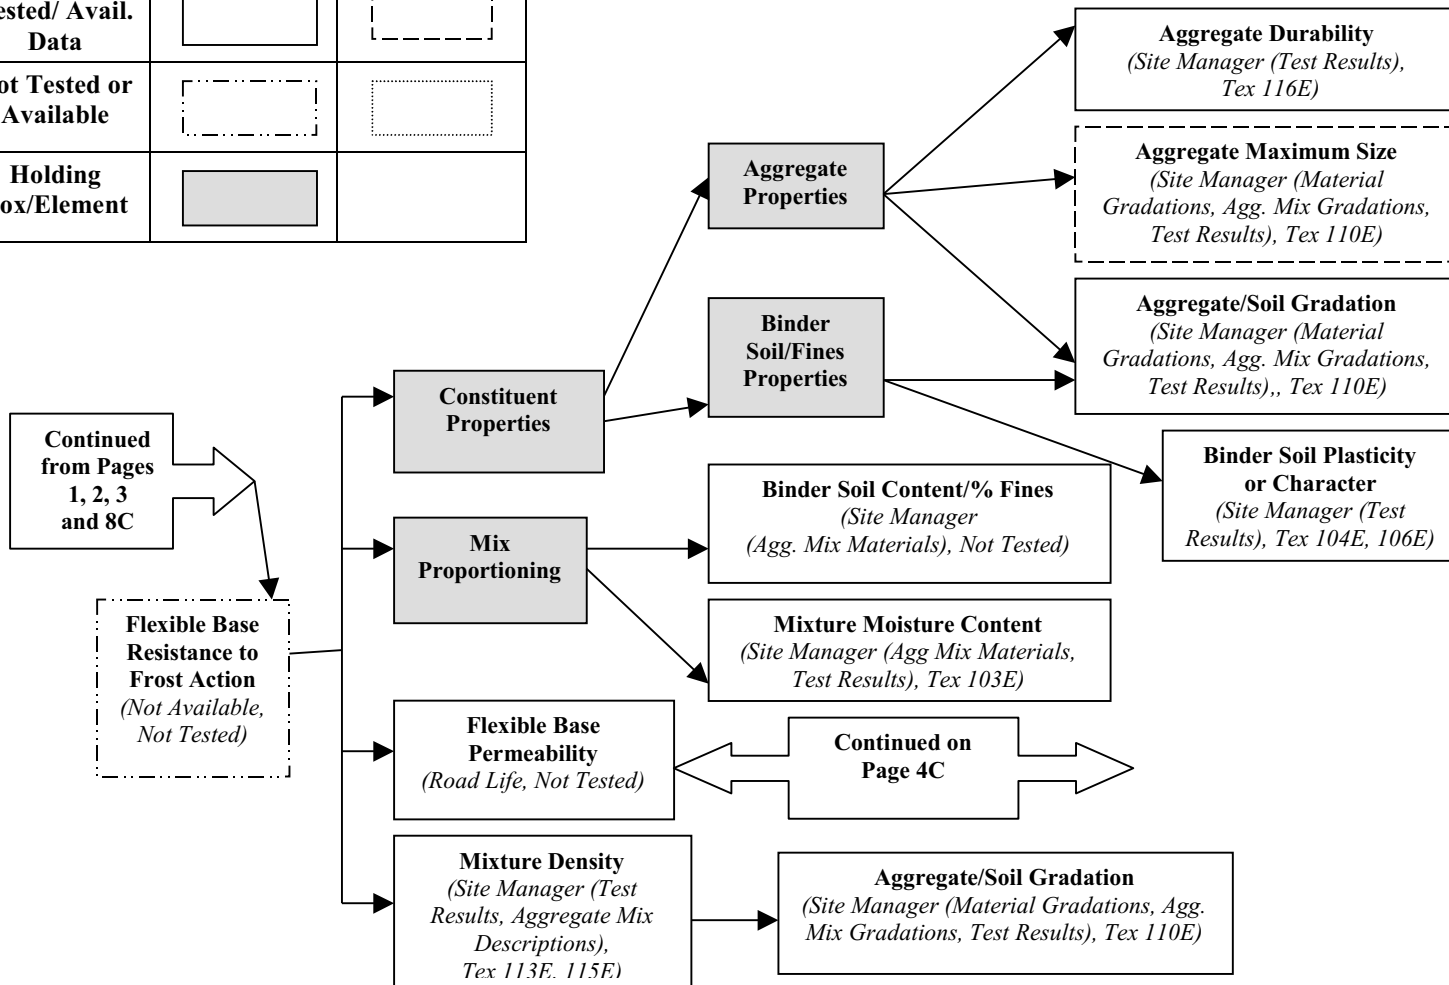 Data
Available
Holding
Aggregate Durability
(Site Manager (Test Results),
Tex 116E)
Aggregate Maximum Size
(Site Manager (Material
Gradations, Agg. Mix Gradations,
Test Results), Tex 110E)
Aggregate/Soil Gradation
(Site Manager (Material
Gradations, Agg. Mix Gradations,
Test Results),, Tex 110E)
Aggregate
Properties
Binder
Soil/Fines
Properties
Binder Soil Plasticity
or Character
(Site Manager (Test
Results), Tex 104E, 106E)
Constituent
Properties
Continued
from Pages
1, 2, 3
and 8C
Binder Soil Content/% Fines
(Site Manager
(Agg. Mix Materials), Not Tested)
Mix
Proportioning
Mixture Moisture Content
(Site Manager (Agg Mix Materials,
Test Results), Tex 103E)
Flexible Base
Resistance to
Frost Action
(Not Available,
Not Tested)
Flexible Base
Permeability
(Road Life, Not Tested)
Continued on
Page 4C
Mixture Density
(Site Manager (Test
Results, Aggregate Mix
Descriptions),
Tex 113E, 115E)
Aggregate/Soil Gradation
(Site Manager (Material Gradations, Agg.
Mix Gradations, Test Results), Tex 110E)